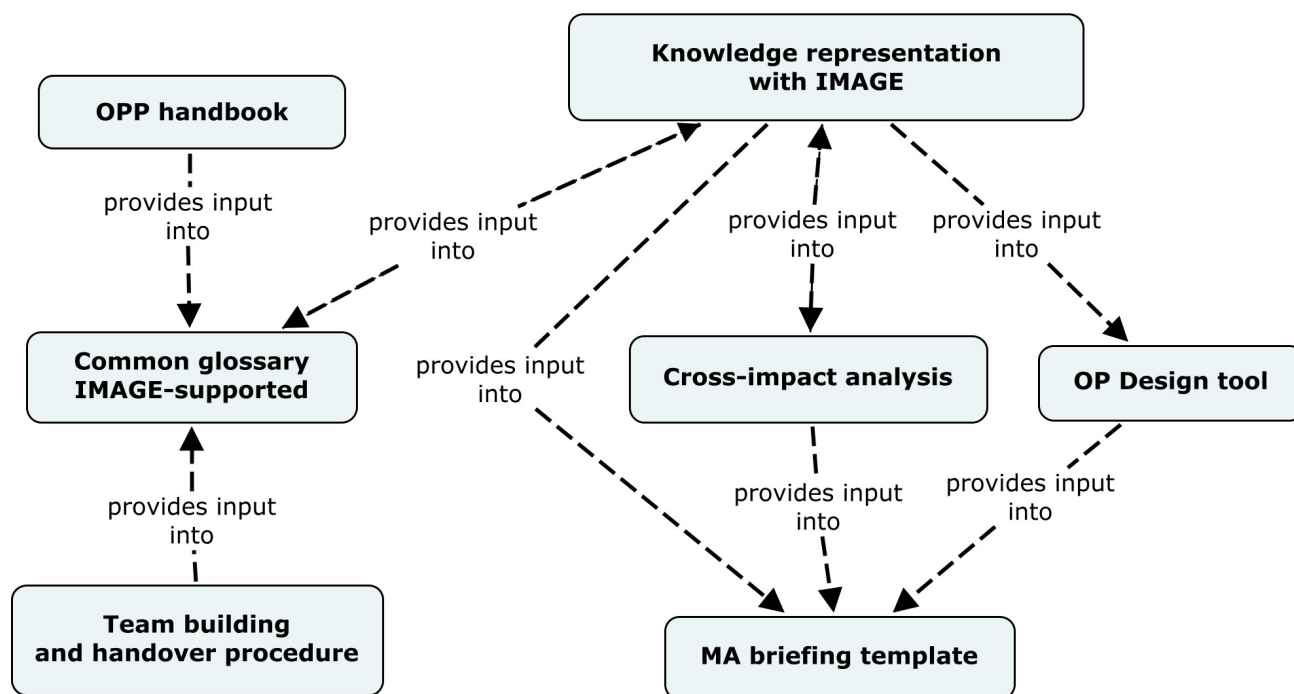 Knowledge representation
with IMAGE
OPP handbook
provides input
into
provides input
into
provides input
into
provides input
into
Common glossary
IMAGE-supported
provides input
into
Cross-impact analysis
OP Design tool
provides input
into
provides input
into
provides input
into
Team building
and handover procedure
MA briefing template